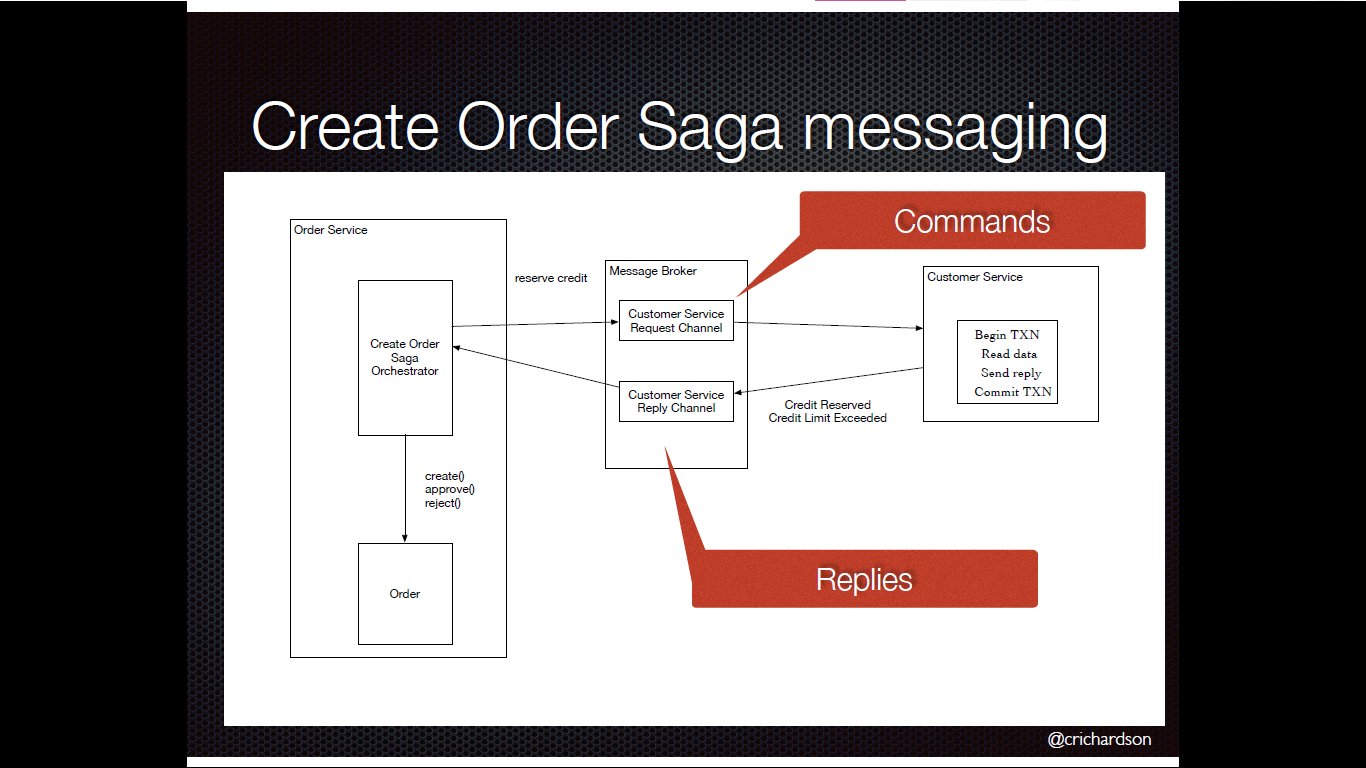 Create Order Saga messaging
Commands
Order Service
Message Broker
Customer Service
reserve credit
Customer Service
Request Channel
Create Order
Saga
Orchestrator
Begin TXN
Read data
Send reply
Commit TXN
Customer Service
Reply Channel
Credit Reserved
Credit Limit Exceeded
create()
approve()
reject()
Replies
Order
@crichardson